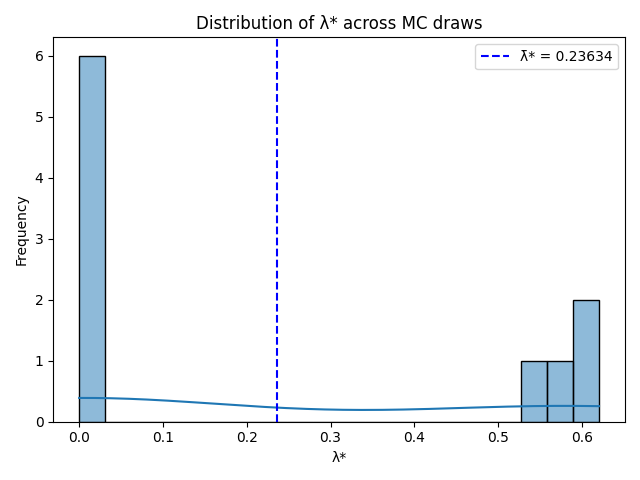 Distribution of λ* across MC draws
λ̄* = 0.23634
Frequency
6
5
4
3
2
1
0
0.0 0.1 0.2 0.3 0.4 0.5 0.6
λ*